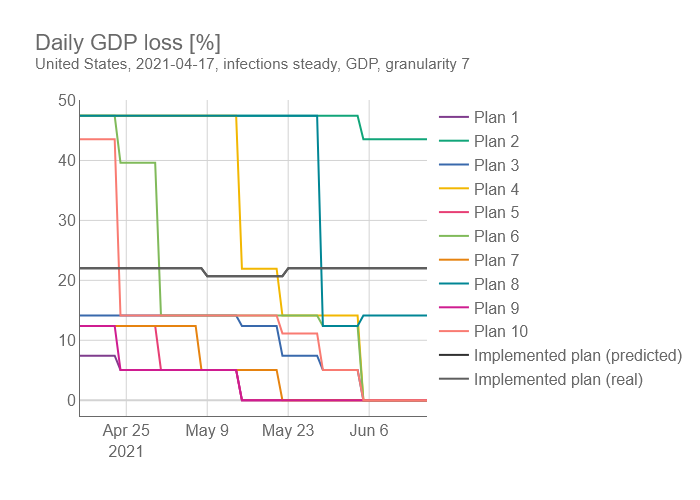 Daily GDP loss [%]
United States, 2021-04-17, infections steady, GDP, granularity 7
50
40
30
20
10
0
Apr 25
2021
May 9
May 23
Jun 6
Plan 1
Plan 2
Plan 3
Plan 4
Plan 5
Plan 6
Plan 7
Plan 8
Plan 9
Plan 10
Implemented plan (predicted)
Implemented plan (real)